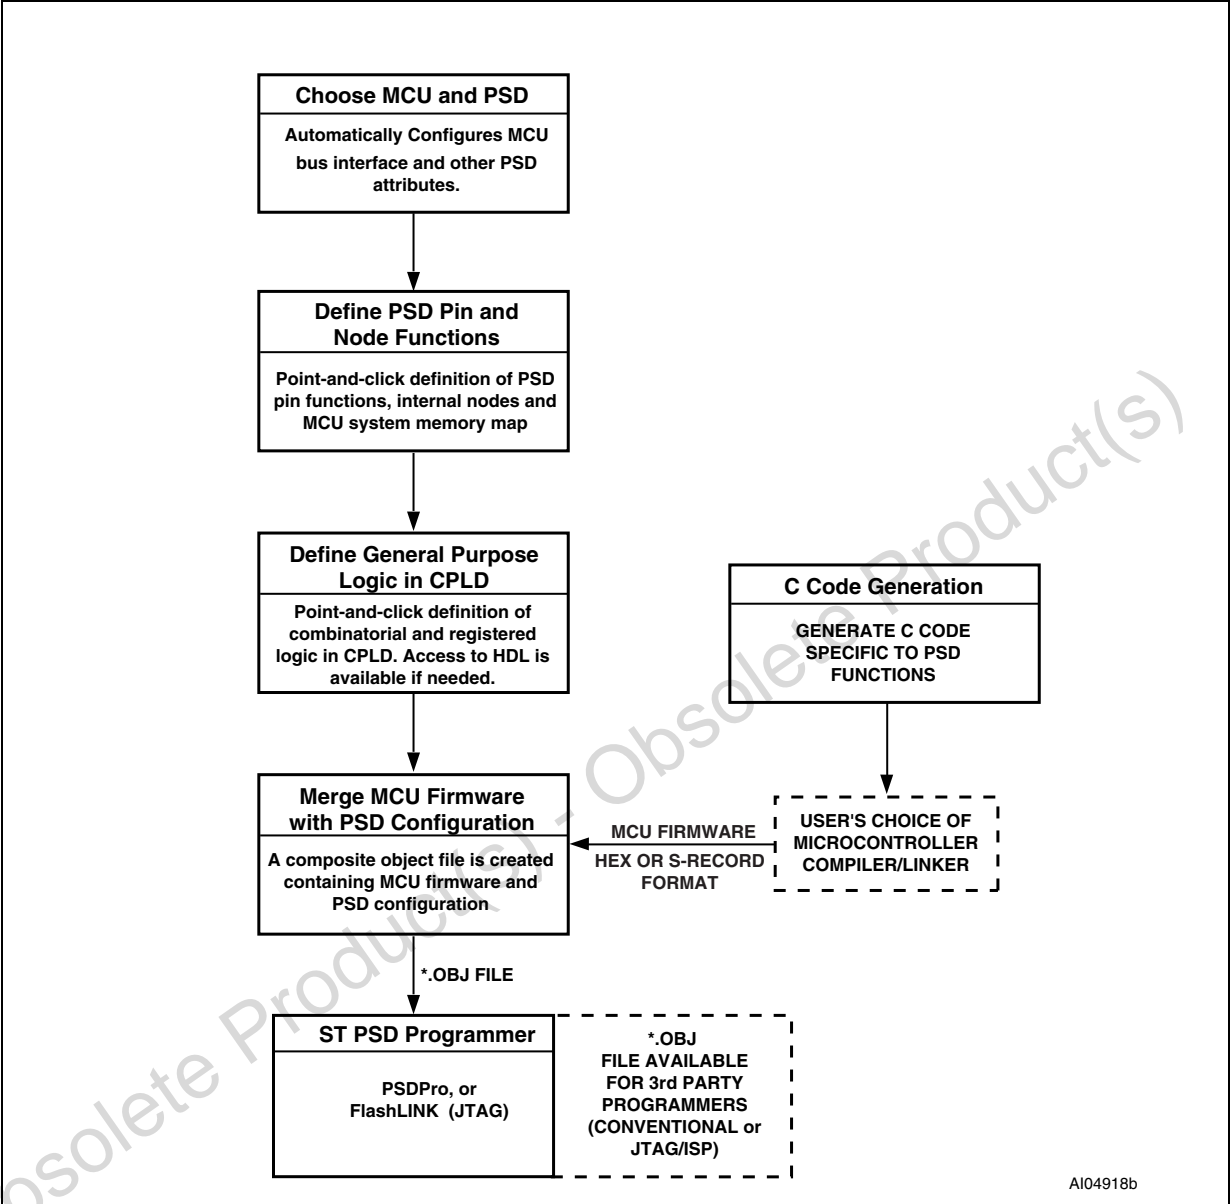 Choose MCU and PSD
Automatically Configures MCU
bus interface and other PSD
attributes.
Define PSD Pin and
Node Functions
Point-and-click definition of PSD
pin functions, internal nodes and
MCU system memory map
Define General Purpose
Logic in CPLD
Point-and-click definition of
combinatorial and registered
logic in CPLD. Access to HDL is
available if needed.
C Code Generation
GENERATE C CODE
SPECIFIC TO PSD
FUNCTIONS
Merge MCU Firmware
with PSD Configuration
A composite object file is created
containing MCU firmware and
PSD configuration
MCU FIRMWARE
HEX OR S-RECORD
FORMAT
USER'S CHOICE OF
MICROCONTROLLER
COMPILER/LINKER
*.OBJ FILE
ST PSD Programmer
PSDPro, or
FlashLINK (JTAG)
*.OBJ
FILE AVAILABLE
FOR 3rd PARTY
PROGRAMMERS
(CONVENTIONAL or
JTAG/ISP)
AI04918b
bsolete Product(s) - Obsolete Product(s)